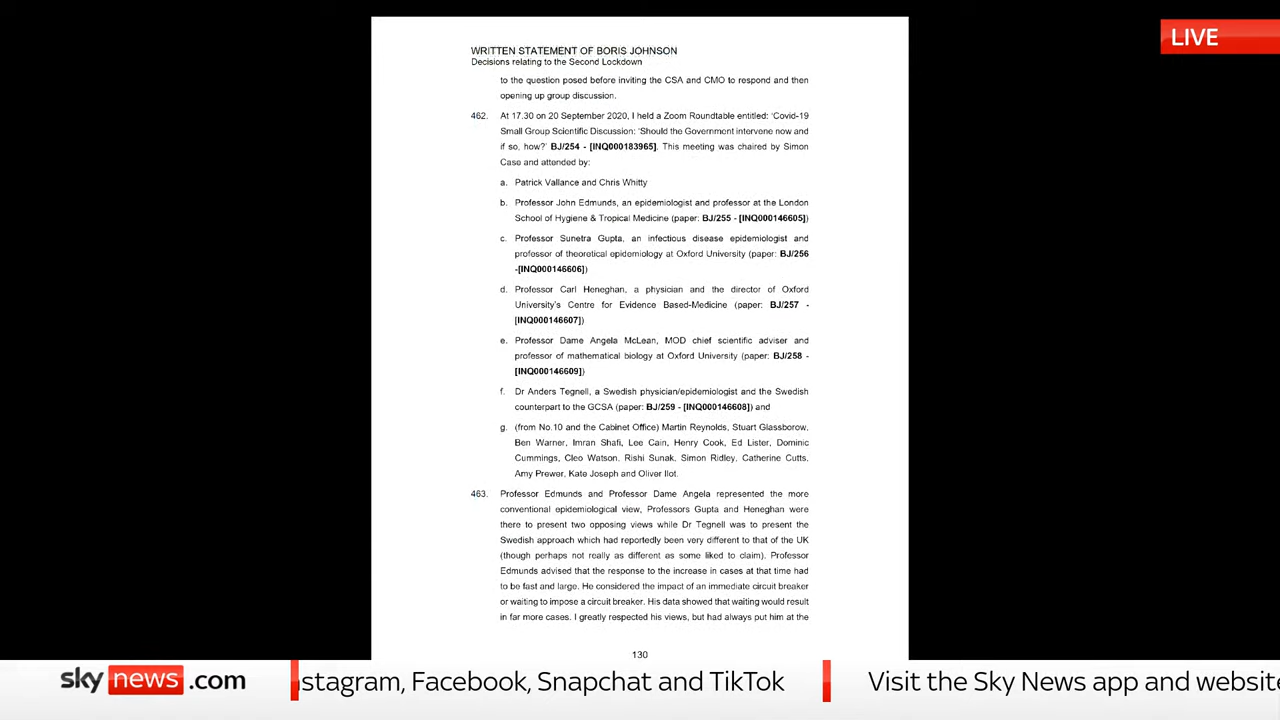 LIVE
WRITTEN STATEMENT OF BORIS JOHNSON
Decisions relating to the Second Lockdown
to the question posed before inviting the CSA and CMO to respond and then
opening up group discussion.
462. At 17.30 on 20 September 2020, I held a Zoom Roundtable entitled: ‘Covid-19
Small Group Scientific Discussion: ‘Should the Government intervene now and
if so, how?’ BJ/254 - [INQ000183965]. This meeting was chaired by Simon
Case and attended by:
a. Patrick Vallance and Chris Whitty
b. Professor John Edmunds, an epidemiologist and professor at the London
School of Hygiene & Tropical Medicine (paper: BJ/255 - [INQ000146605])
c. Professor Sunetra Gupta, an infectious disease epidemiologist and
professor of theoretical epidemiology at Oxford University (paper: BJ/256
-[INQ000146606])
d. Professor Carl Heneghan, a physician and the director of Oxford
University's Centre for Evidence Based-Medicine (paper: BJ/257 -
[INQ000146607])
e. Professor Dame Angela McLean, MOD chief scientific adviser and
professor of mathematical biology at Oxford University (paper: BJ/258 -
[INQ000146609])
f. Dr Anders Tegnell, a Swedish physician/epidemiologist and the Swedish
counterpart to the GCSA (paper: BJ/259 - [INQ000146608]) and
g. (from No.10 and the Cabinet Office) Martin Reynolds, Stuart Glassborow,
Ben Warner, Imran Shafi, Lee Cain, Henry Cook, Ed Lister, Dominic
Cummings, Cleo Watson, Rishi Sunak, Simon Ridley, Catherine Cutts,
Amy Prewer, Kate Joseph and Oliver Ilot.
463. Professor Edmunds and Professor Dame Angela represented the more
conventional epidemiological view, Professors Gupta and Heneghan were
there to present two opposing views while Dr Tegnell was to present the
Swedish approach which had reportedly been very different to that of the UK
(though perhaps not really as different as some liked to claim). Professor
Edmunds advised that the response to the increase in cases at that time had
to be fast and large. He considered the impact of an immediate circuit breaker
or waiting to impose a circuit breaker. His data showed that waiting would result
in far more cases. I greatly respected his views, but had always put him at the
130
sky news .com stagram, Facebook, Snapchat and TikTok Visit the Sky News app and website